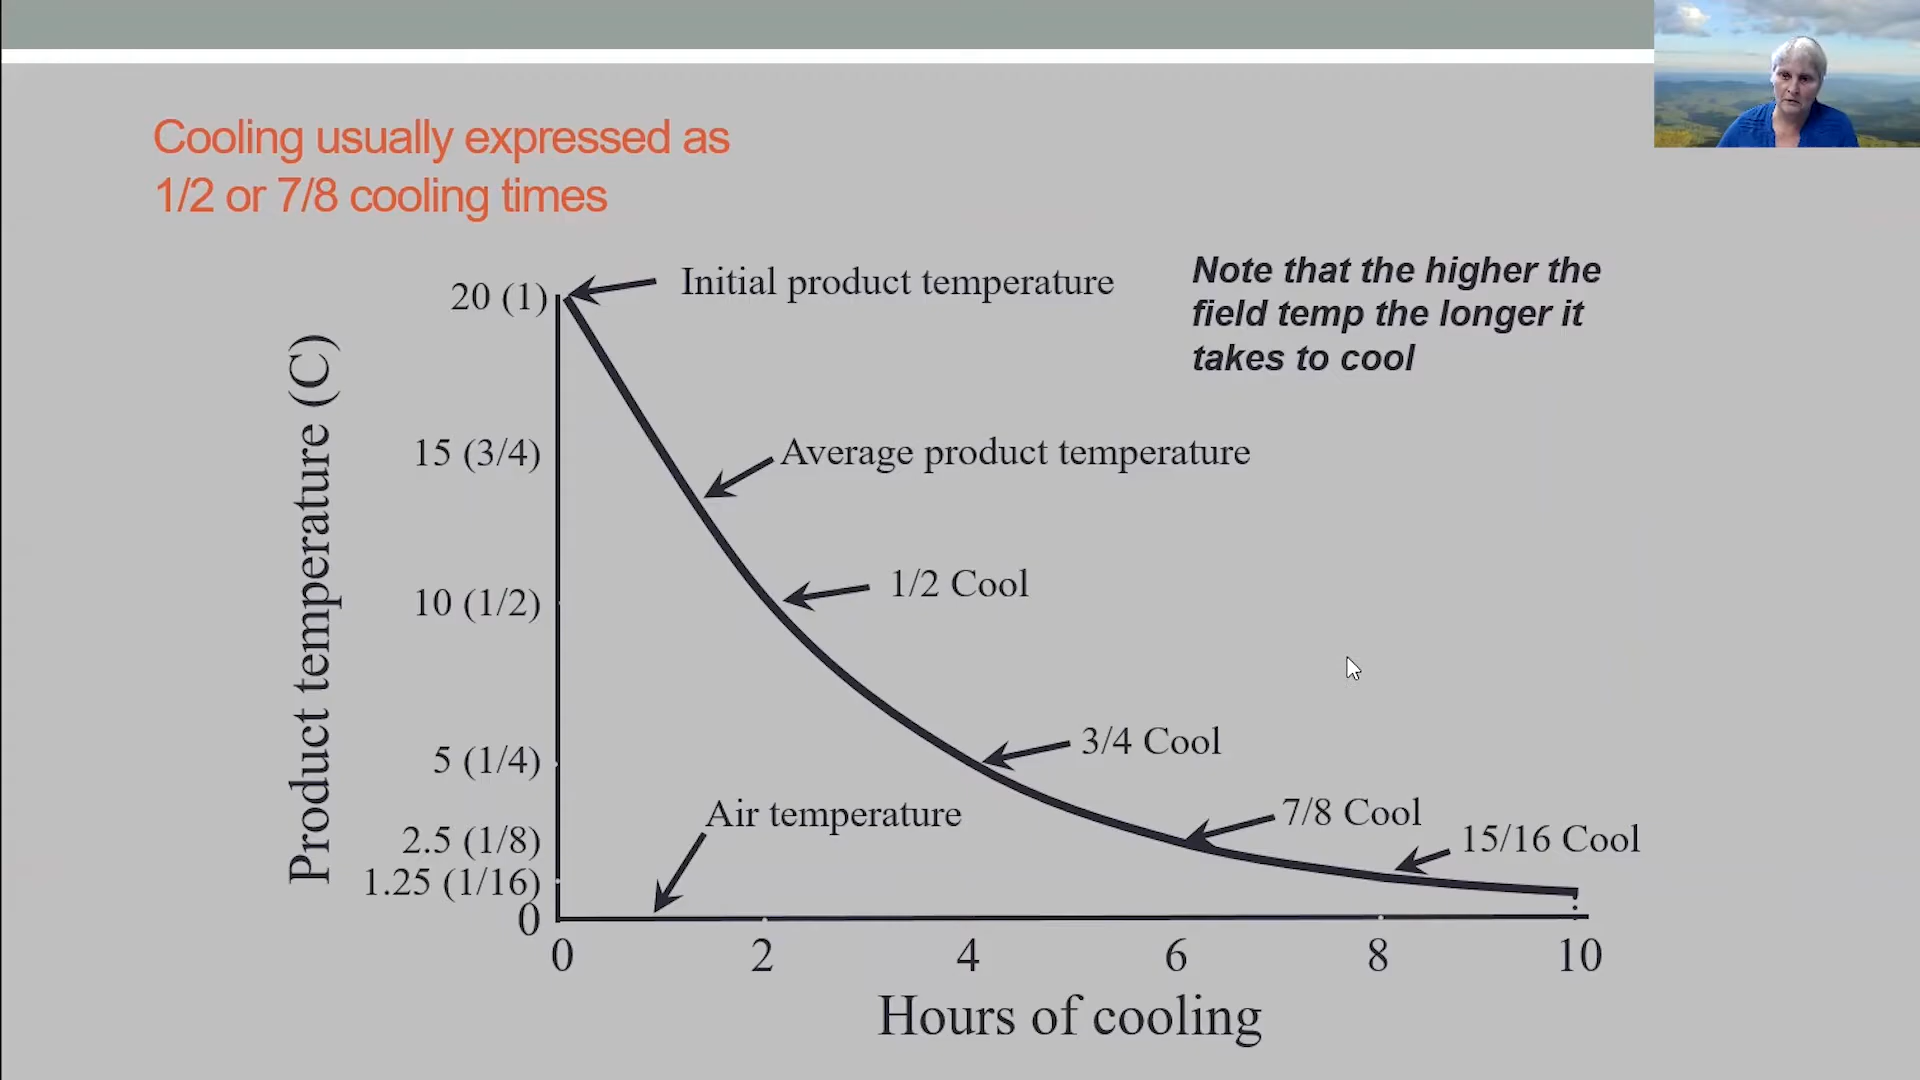 Cooling usually expressed as
1/2 or 7/8 cooling times
Note that the higher the
field temp the longer it
takes to cool
Initial product temperature
Average product temperature
1/2 Cool
3/4 Cool
7/8 Cool
15/16 Cool
Air temperature
Product temperature (C)
20 (1)
15 (3/4)
10 (1/2)
5 (1/4)
2.5 (1/8)
1.25 (1/16)
0
0 2 4 6 8 10
Hours of cooling